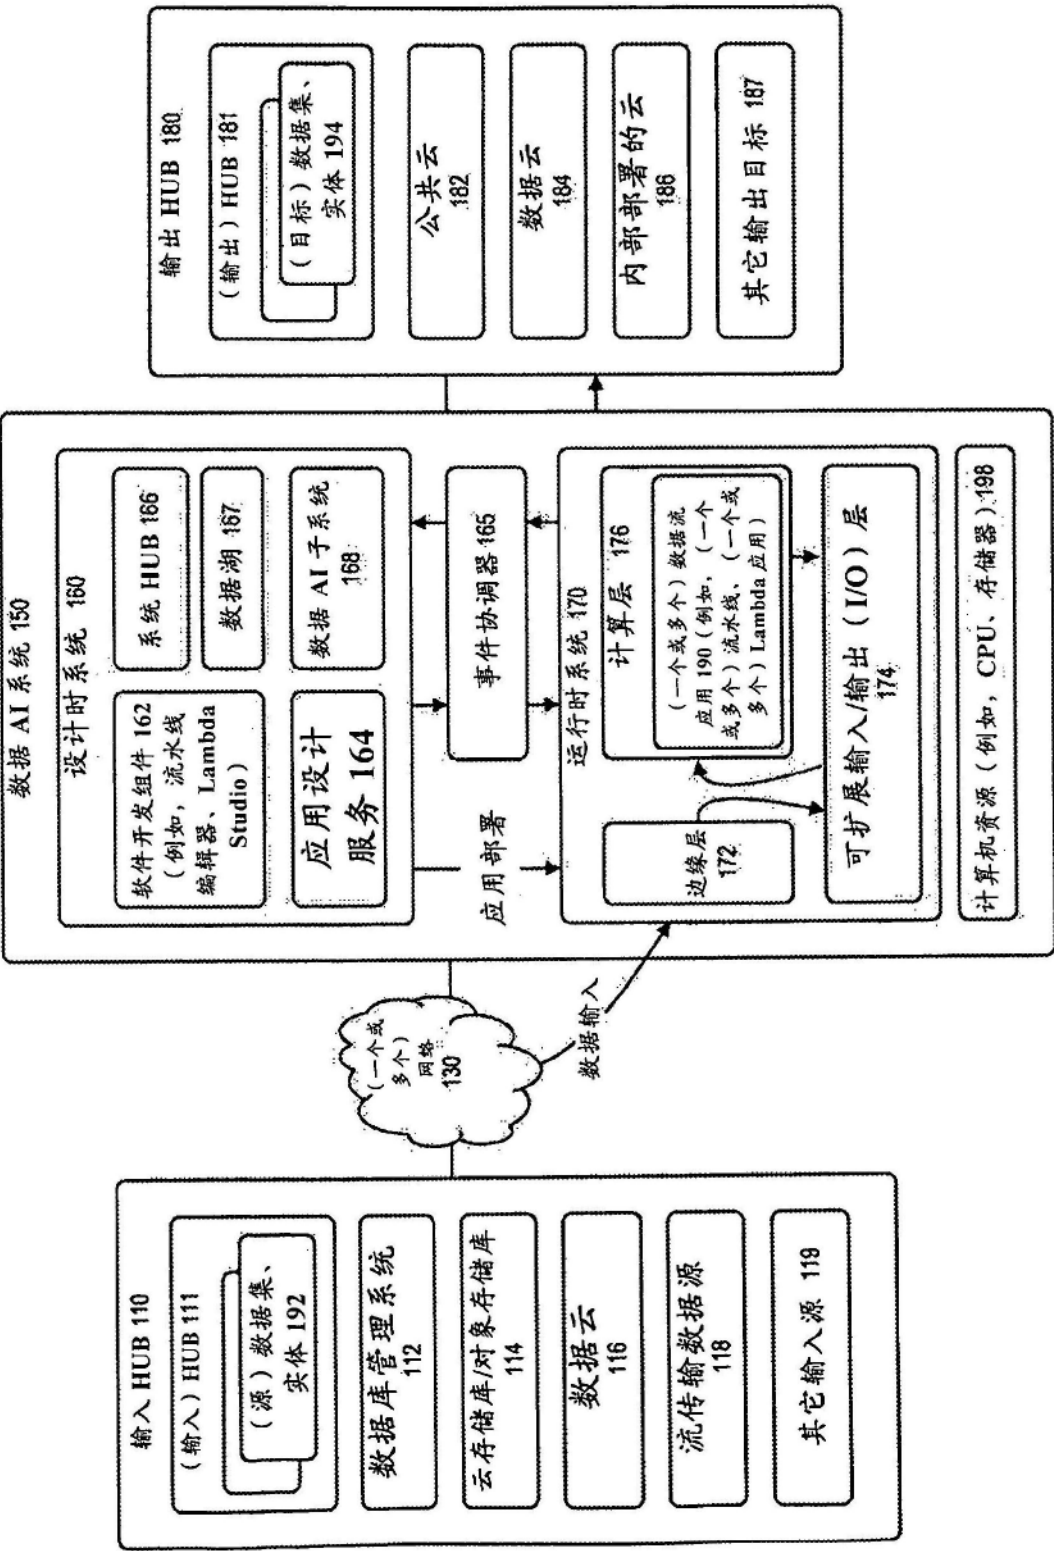 输入 HUB 110
(输入) HUB 111
(源) 数据集、
实体 192
数据库管理系统
112
云存储库/对象存储库
114
数据云
116
流传输数据源
118
其它输入源 119
(一个或
多个)
网络
130
数据输入
数据 AI 系统 150
设计时系统 160
软件开发组件 162
(例如, 流水线
编辑器、Lambda
Studio)
系统 HUB 166
数据湖 167
应用设计
服务 164
数据 AI 子系统
168
应用部署
事件协调器 165
运行时系统 170
边缘层
172
计算层 176
(一个或多个) 数据流
应用 190 (例如, (一个
或多个) 流水线、(一个或
多个) Lambda 应用)
可扩展输入/输出 (I/O) 层
174
计算机资源 (例如, CPU、存储器) 198
输出 HUB 180
(输出) HUB 181
(目标) 数据集、
实体 194
公共云
182
数据云
184
内部部署的云
186
其它输出目标 187